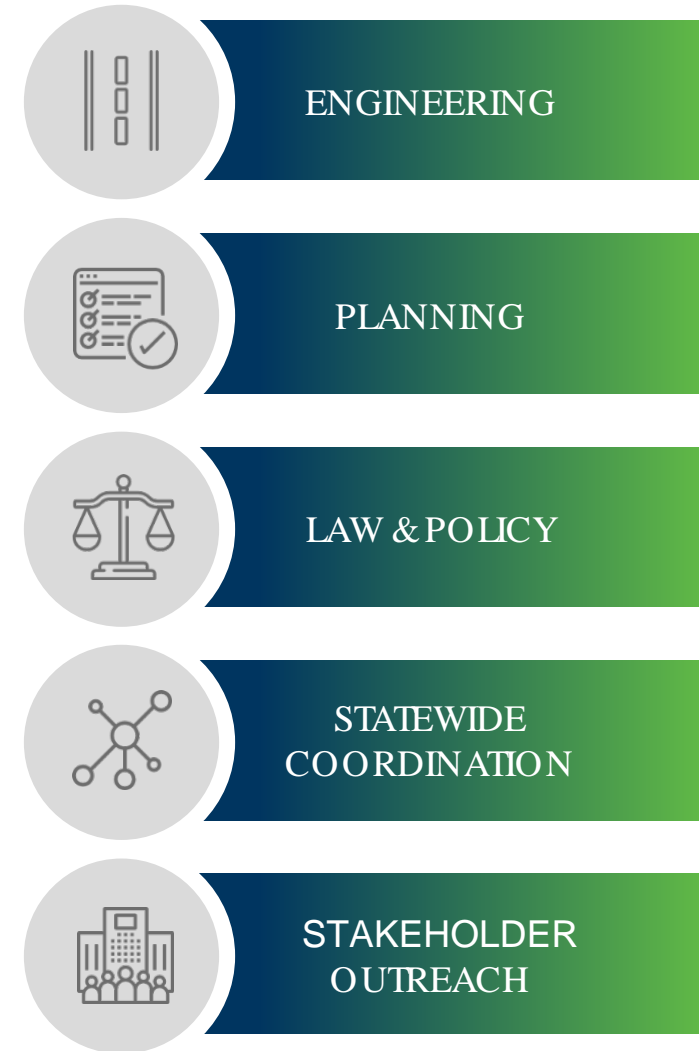 ENGINEERING
PLANNING
LAW & POLICY
STATEWIDE
COORDINATION
STAKEHOLDER
OUTREACH